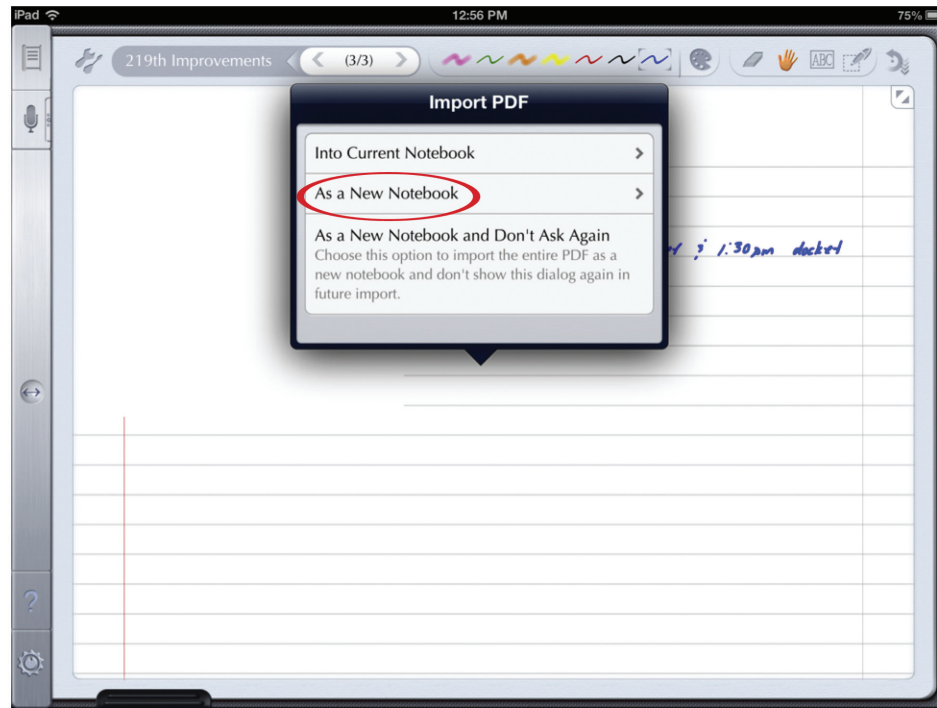 iPad 12:56 PM 75%
219th Improvements (3/3) ABC
Import PDF
Into Current Notebook
As a New Notebook
As a New Notebook and Don't Ask Again
Choose this option to import the entire PDF as a
new notebook and don't show this dialog again in
future import.
1:30pm docked
?